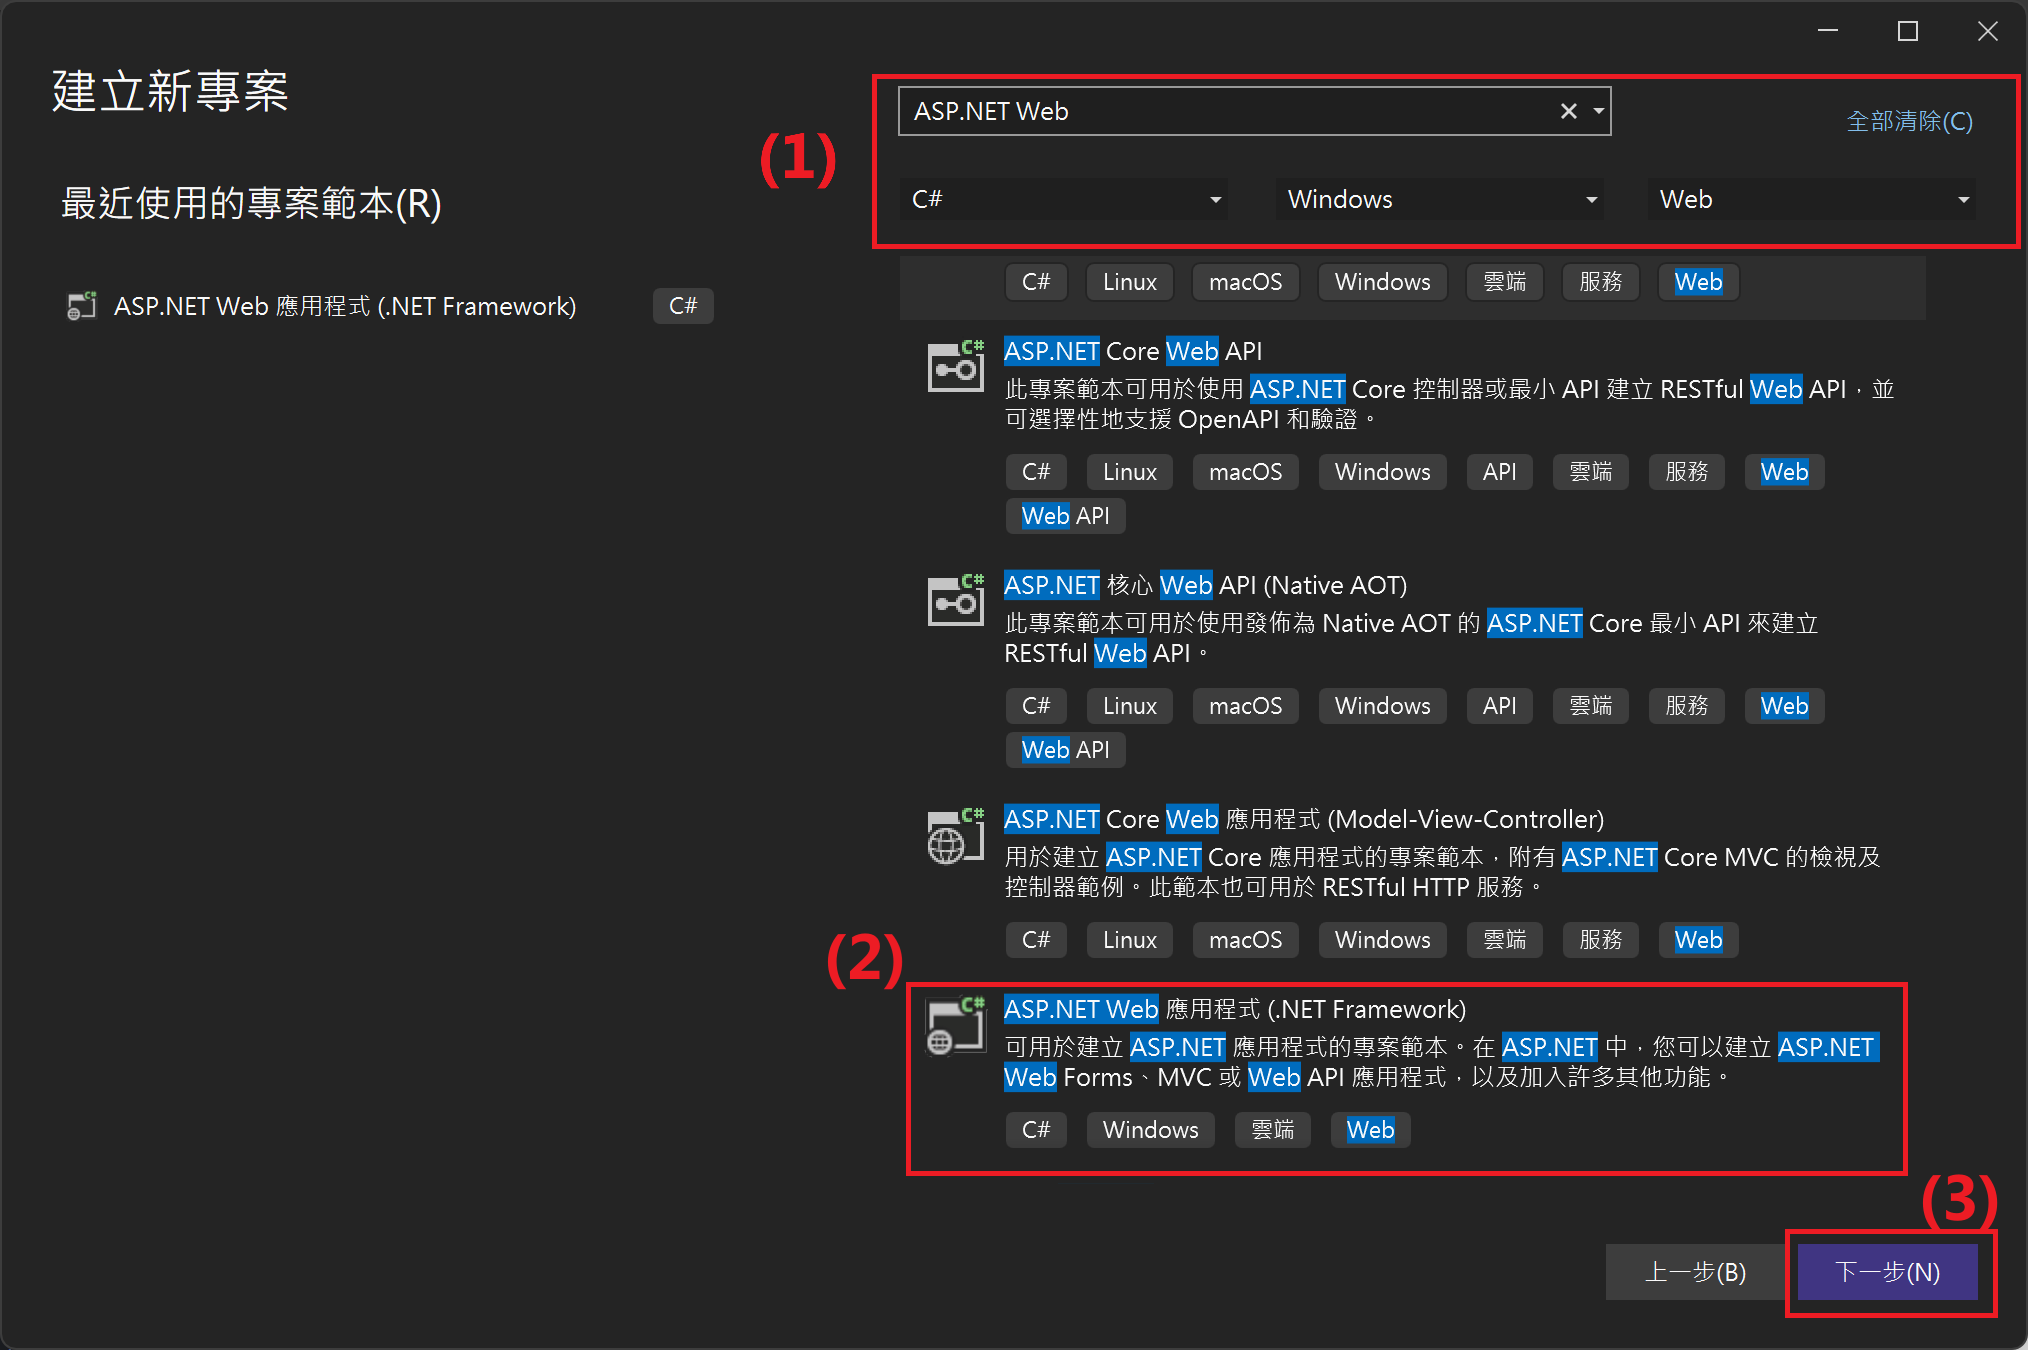 建立新專案
最近使用的專案範本(R)
ASP.NET Web 應用程式 (.NET Framework) C#
(1)
ASP.NET Web
全部清除(C)
C# Windows Web
C# Linux macOS Windows 雲端 服務 Web
ASP.NET Core Web API
此專案範本可用於使用 ASP.NET Core 控制器或最小 API 建立 RESTful Web API，並
可選擇性地支援 OpenAPI 和驗證。
C# Linux macOS Windows API 雲端 服務 Web
Web API
ASP.NET 核心 Web API (Native AOT)
此專案範本可用於使用發佈為 Native AOT 的 ASP.NET Core 最小 API 來建立
RESTful Web API。
C# Linux macOS Windows API 雲端 服務 Web
Web API
ASP.NET Core Web 應用程式 (Model-View-Controller)
用於建立 ASP.NET Core 應用程式的專案範本，附有 ASP.NET Core MVC 的檢視及
控制器範例。此範本也可用於 RESTful HTTP 服務。
C# Linux macOS Windows 雲端 服務 Web
(2)
ASP.NET Web 應用程式 (.NET Framework)
可用於建立 ASP.NET 應用程式的專案範本。在 ASP.NET 中，您可以建立 ASP.NET
Web Forms、MVC 或 Web API 應用程式，以及加入許多其他功能。
C# Windows 雲端 Web
(3)
上一步(B) 下一步(N)